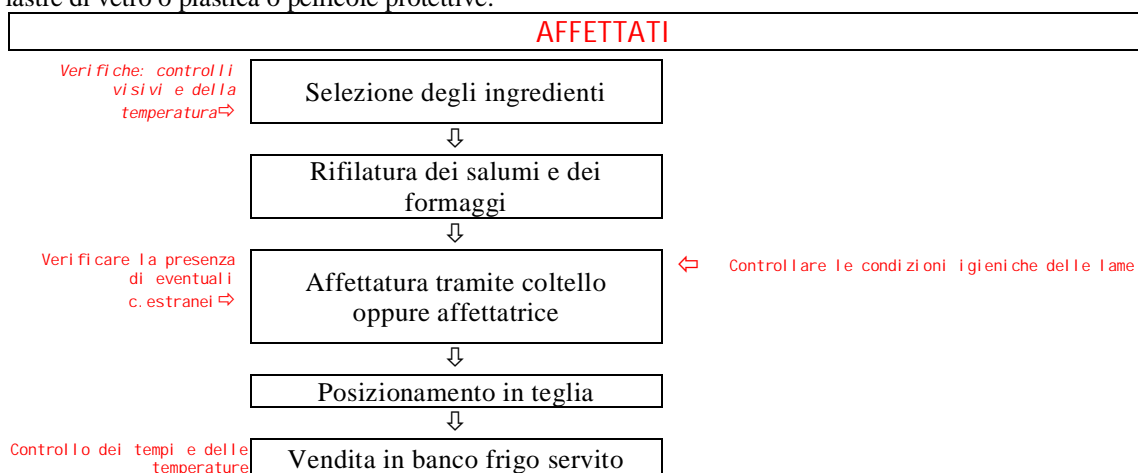 lastre di vetro o plastica o pellicole protettive.
AFFETTATI
Verifiche: controlli
visivi e della
temperatura⇨
Selezione degli ingredienti
⇩
Rifilatura dei salumi e dei
formaggi
⇩
Verificare la presenza
di eventuali
c.estranei ⇨
Affettatura tramite coltello
oppure affettatrice
⇦ Controllare le condizioni igieniche delle lame
⇩
Posizionamento in teglia
⇩
Controllo dei tempi e delle
temperature
Vendita in banco frigo servito